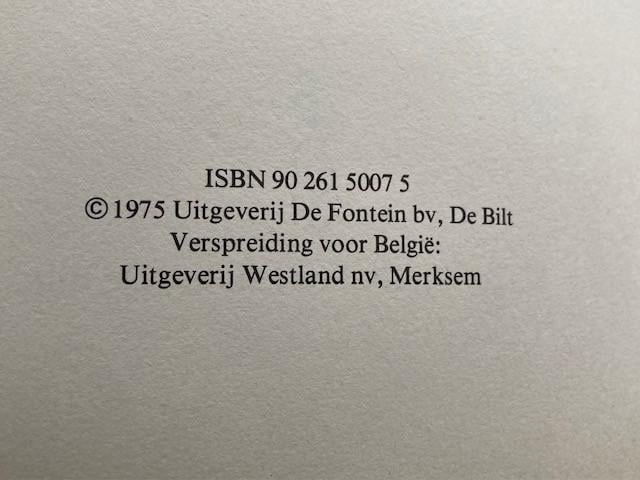 ISBN 90 261 5007 5
© 1975 Uitgeverij De Fontein bv, De Bilt
Verspreiding voor België:
Uitgeverij Westland nv, Merksem